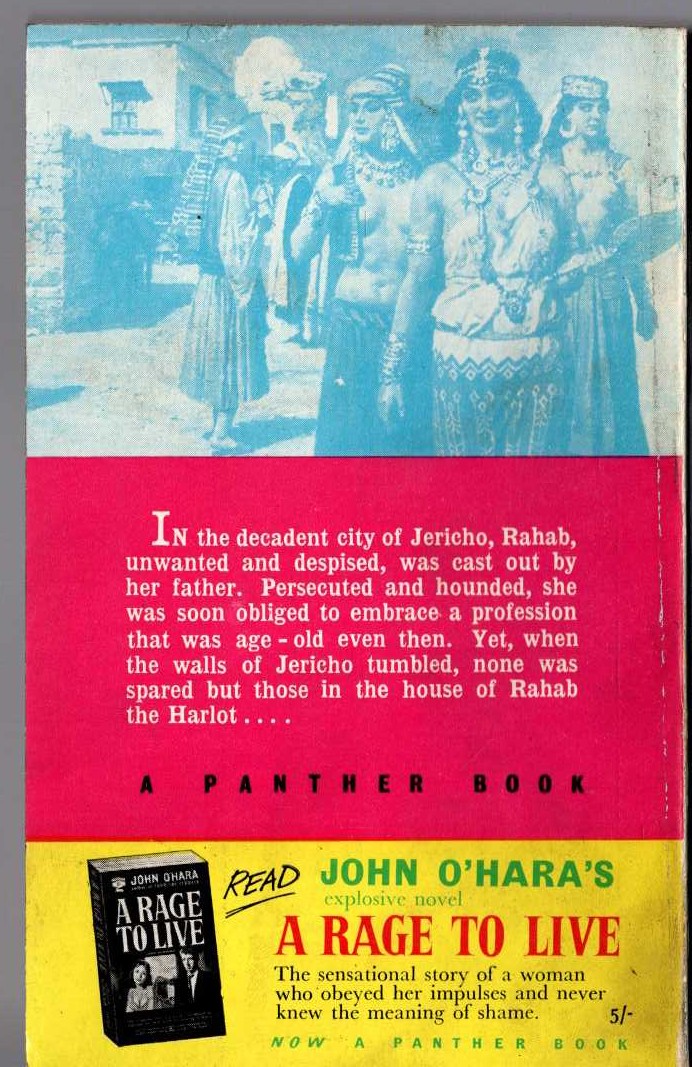 IN the decadent city of Jericho, Rahab,
unwanted and despised, was cast out by
her father. Persecuted and hounded, she
was soon obliged to embrace a profession
that was age-old even then. Yet, when
the walls of Jericho tumbled, none was
spared but those in the house of Rahab
the Harlot....
A PANTHER BOOK
JOHN O'HARA
A RAGE
TO LIVE
READ JOHN O'HARA'S
explosive novel
A RAGE TO LIVE
The sensational story of a woman
who obeyed her impulses and never
knew the meaning of shame. 5/-
NOW A PANTHER BOOK